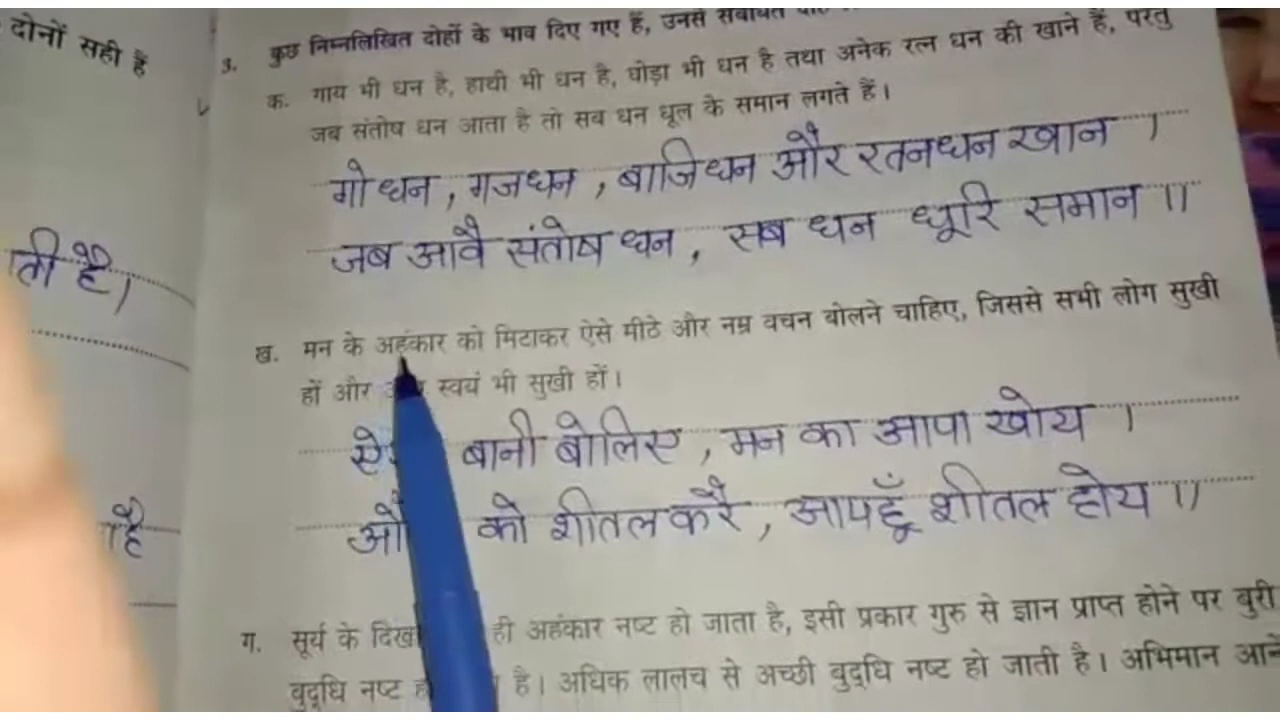 दोनों सही हैं
3. कुछ निम्नलिखित दोहों के भाव दिए गए हैं, उनसे संबंधित
क. गाय भी धन है, हाथी भी धन है, घोड़ा भी धन है तथा अनेक रत्न धन की खाने हैं, परंतु
जब संतोष धन आता है तो सब धन धूल के समान लगते हैं।
गोधन, गजधन, बाजिधन और रतनधन खान ।
जब आवै संतोष धन, सब धन धूरि समान ।।
ती है।
ख. मन के अहंकार को मिटाकर ऐसे मीठे और नम्र वचन बोलने चाहिए, जिससे सभी लोग सुखी
हों और स्वयं भी सुखी हों।
बानी बोलिए, मन का आपा खोय ।
को शीतल करै, आपहूँ शीतल होय ।।
है
ग. सूर्य के ही अहंकार नष्ट हो जाता है, इसी प्रकार गुरु से ज्ञान प्राप्त होने पर बुरी
बुद्धि नष्ट है। अधिक लालच से अच्छी बुद्धि नष्ट हो जाती है। अभिमान